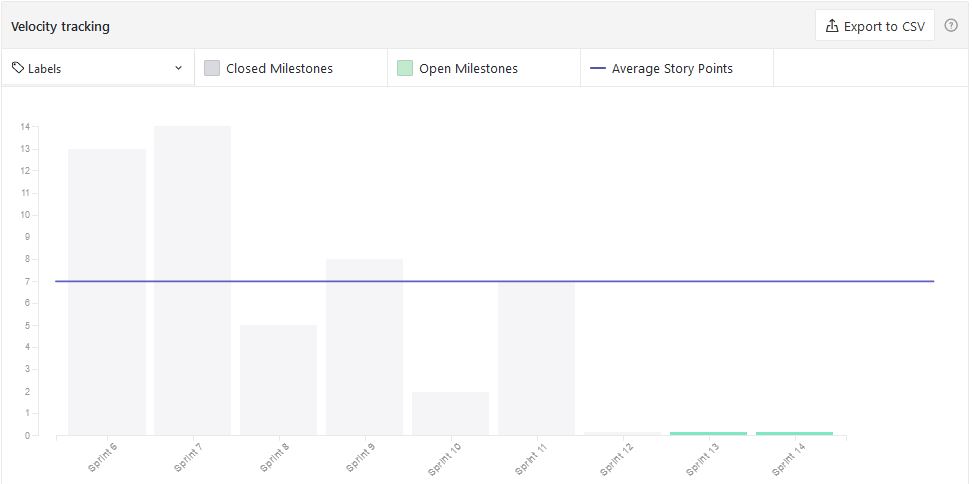 Velocity tracking
Export to CSV
Labels
Closed Milestones
Open Milestones
Average Story Points
14
13
12
11
10
9
8
7
6
5
4
3
2
1
0
Sprint 6
Sprint 7
Sprint 8
Sprint 9
Sprint 10
Sprint 11
Sprint 12
Sprint 13
Sprint 14